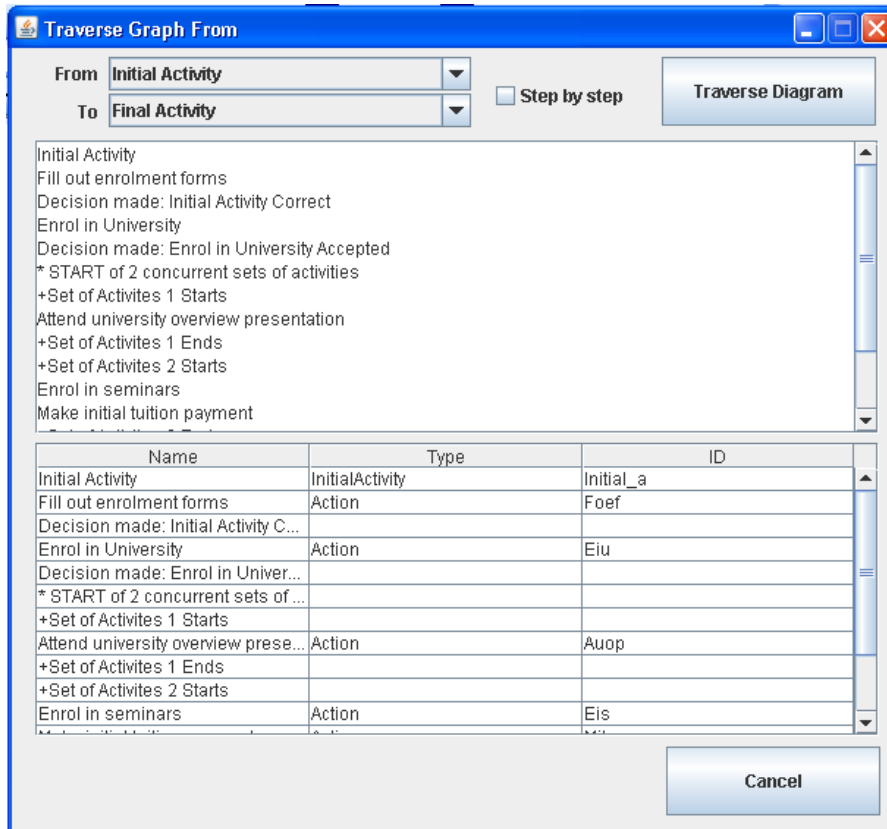 Traverse Graph From
From Initial Activity
To Final Activity
Step by step
Traverse Diagram
Initial Activity
Fill out enrolment forms
Decision made: Initial Activity Correct
Enrol in University
Decision made: Enrol in University Accepted
* START of 2 concurrent sets of activities
+Set of Activites 1 Starts
Attend university overview presentation
+Set of Activites 1 Ends
+Set of Activites 2 Starts
Enrol in seminars
Make initial tuition payment
Name Type ID
Initial Activity InitialActivity Initial_a
Fill out enrolment forms Action Foef
Decision made: Initial Activity C...
Enrol in University Action Eiu
Decision made: Enrol in Univer...
* START of 2 concurrent sets of ...
+Set of Activites 1 Starts
Attend university overview prese... Action Auop
+Set of Activites 1 Ends
+Set of Activites 2 Starts
Enrol in seminars Action Eis
Cancel